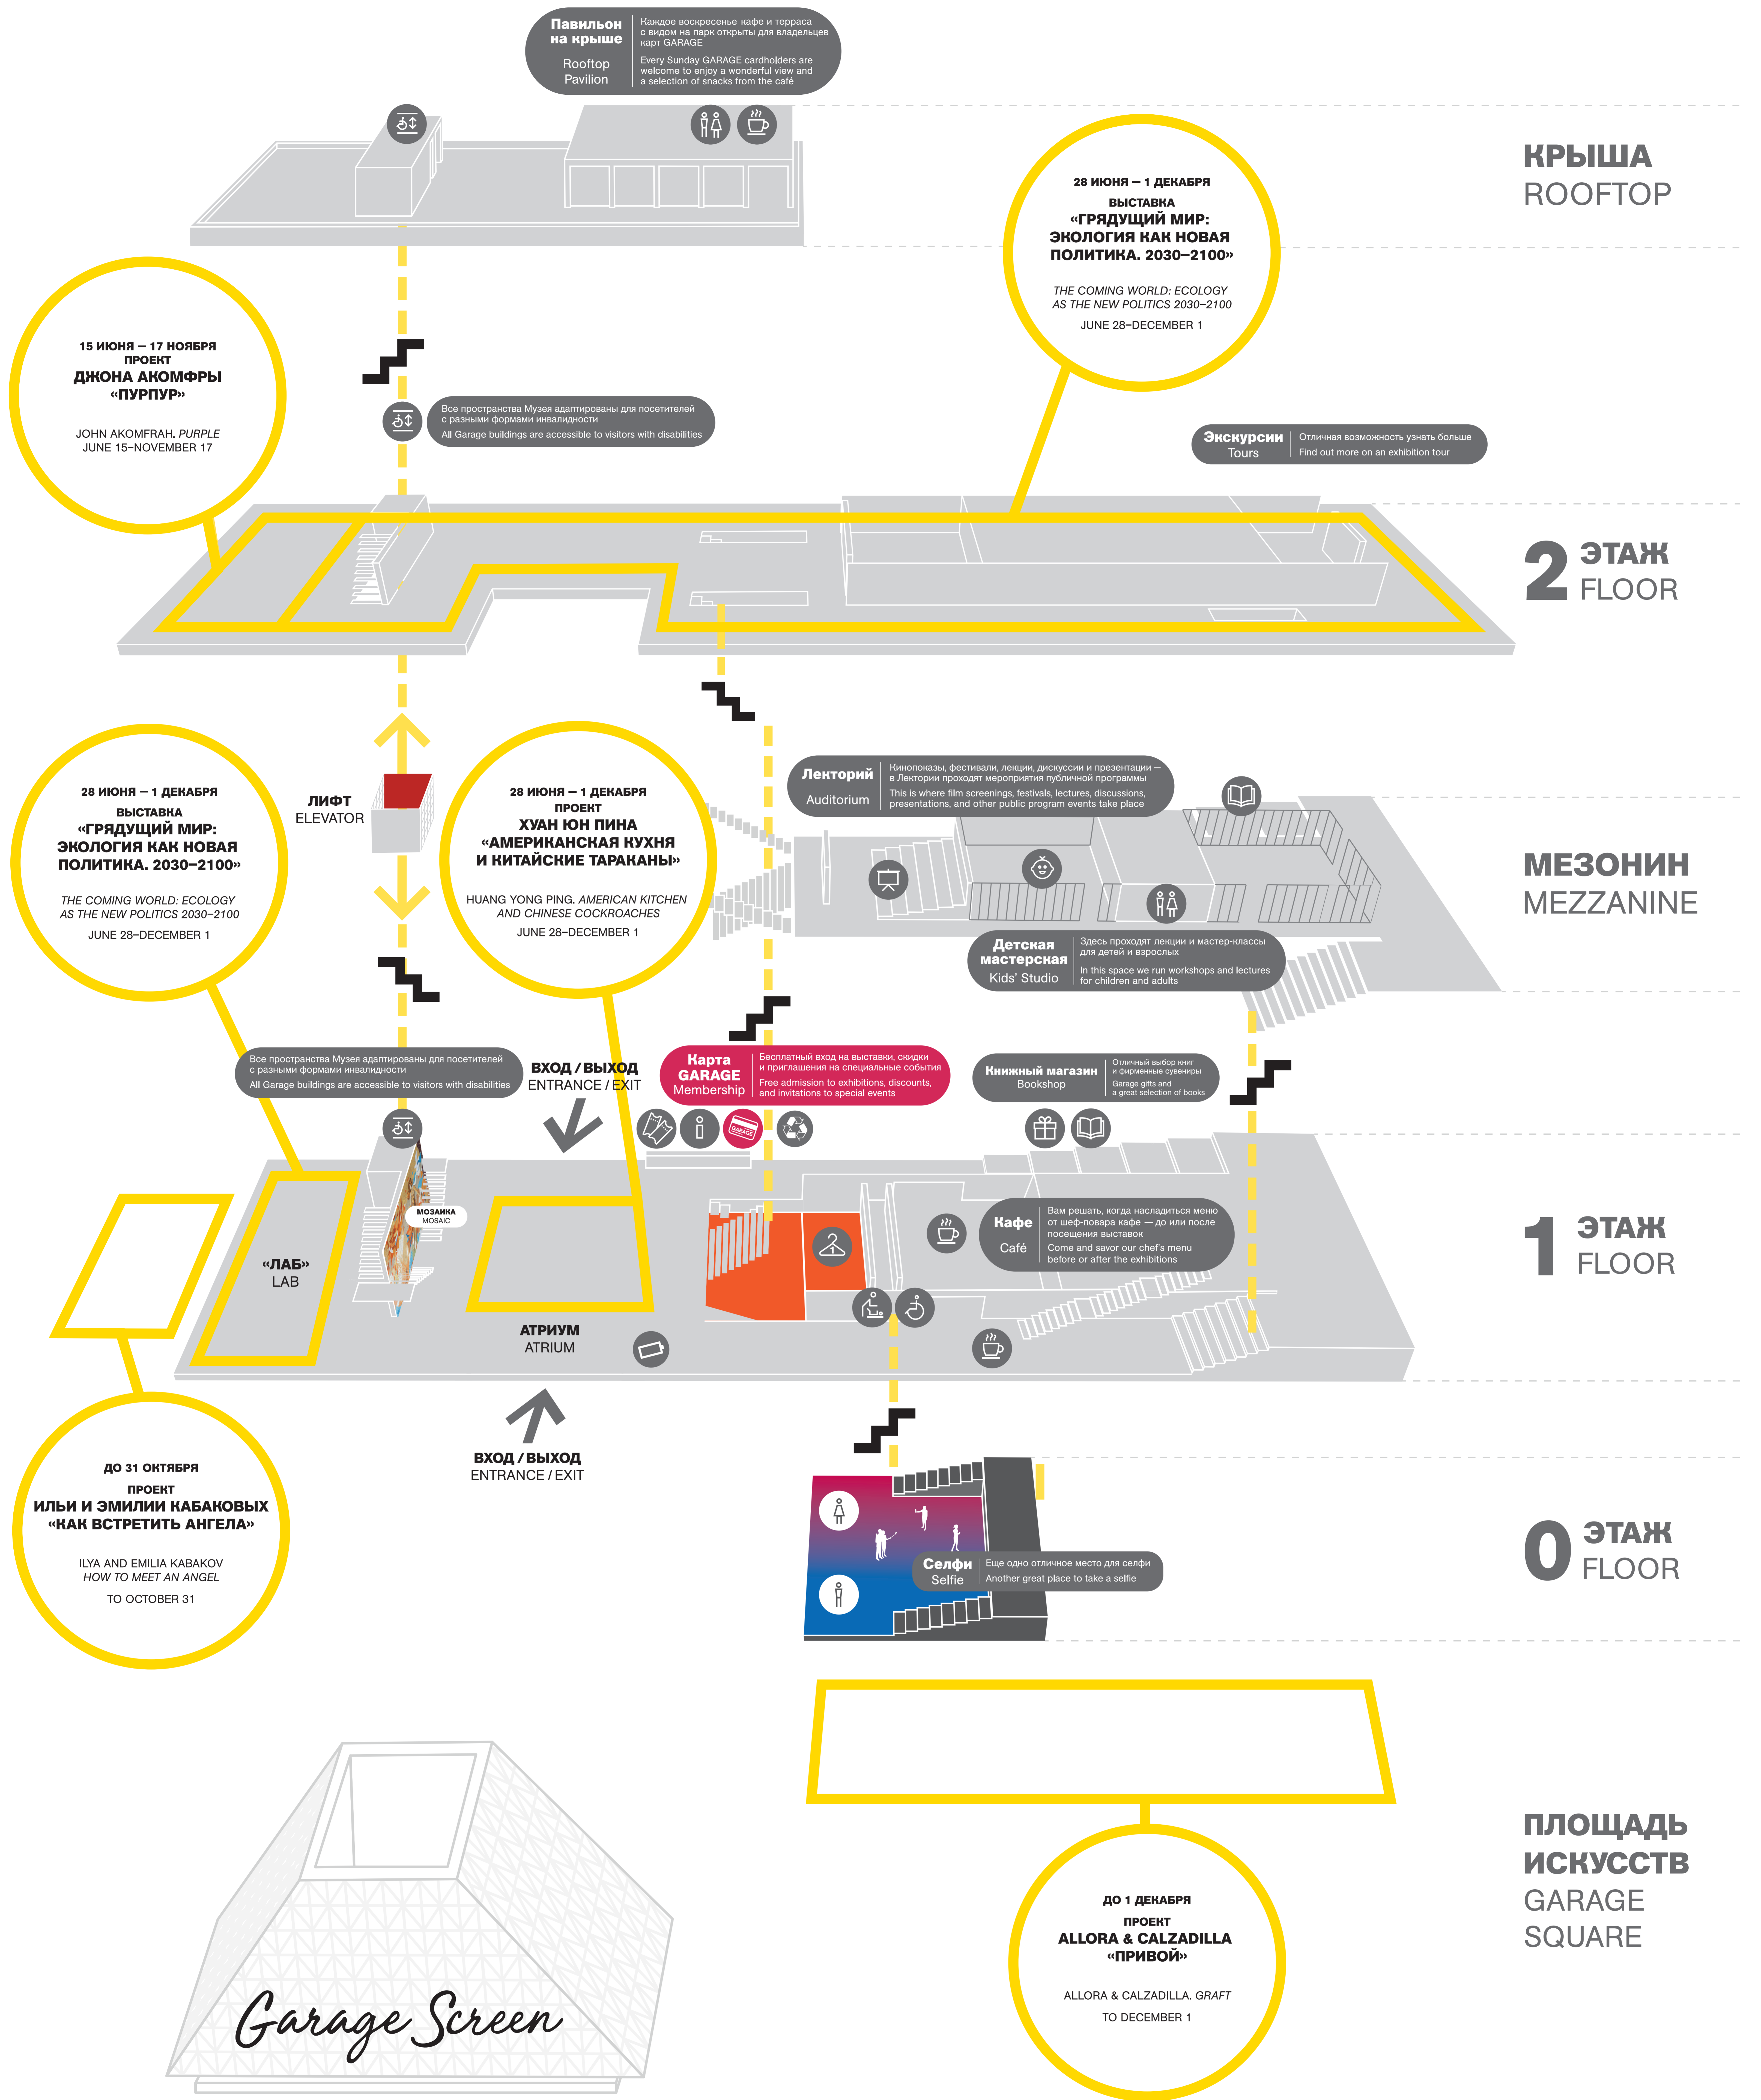 Павильон
на крыше
Rooftop
Pavilion
Каждое воскресенье кафе и терраса
с видом на парк открыты для владельцев
карт GARAGE
Every Sunday GARAGE cardholders are
welcome to enjoy a wonderful view and
a selection of snacks from the café
КРЫША
ROOFTOP
28 ИЮНЯ — 1 ДЕКАБРЯ
ВЫСТАВКА
«ГРЯДУЩИЙ МИР:
ЭКОЛОГИЯ КАК НОВАЯ
ПОЛИТИКА. 2030–2100»
THE COMING WORLD: ECOLOGY
AS THE NEW POLITICS 2030–2100
JUNE 28–DECEMBER 1
15 ИЮНЯ — 17 НОЯБРЯ
ПРОЕКТ
ДЖОНА АКОМФРЫ
«ПУРПУР»
JOHN AKOMFRAH. PURPLE
JUNE 15–NOVEMBER 17
Все пространства Музея адаптированы для посетителей
с разными формами инвалидности
All Garage buildings are accessible to visitors with disabilities
Экскурсии
Tours
Отличная возможность узнать больше
Find out more on an exhibition tour
2 ЭТАЖ
FLOOR
28 ИЮНЯ — 1 ДЕКАБРЯ
ВЫСТАВКА
«ГРЯДУЩИЙ МИР:
ЭКОЛОГИЯ КАК НОВАЯ
ПОЛИТИКА. 2030–2100»
THE COMING WORLD: ECOLOGY
AS THE NEW POLITICS 2030–2100
JUNE 28–DECEMBER 1
ЛИФТ
ELEVATOR
28 ИЮНЯ — 1 ДЕКАБРЯ
ПРОЕКТ
ХУАН ЮН ПИНА
«АМЕРИКАНСКАЯ КУХНЯ
И КИТАЙСКИЕ ТАРАКАНЫ»
HUANG YONG PING. AMERICAN KITCHEN
AND CHINESE COCKROACHES
JUNE 28–DECEMBER 1
Лекторий
Auditorium
Кинопоказы, фестивали, лекции, дискуссии и презентации —
в Лектории проходят мероприятия публичной программы
This is where film screenings, festivals, lectures, discussions,
presentations, and other public program events take place
МЕЗОНИН
MEZZANINE
Детская
мастерская
Kids' Studio
Здесь проходят лекции и мастер-классы
для детей и взрослых
In this space we run workshops and lectures
for children and adults
Все пространства Музея адаптированы для посетителей
с разными формами инвалидности
All Garage buildings are accessible to visitors with disabilities
ВХОД / ВЫХОД
ENTRANCE / EXIT
Карта
GARAGE
Membership
Бесплатный вход на выставки, скидки
и приглашения на специальные события
Free admission to exhibitions, discounts,
and invitations to special events
GARAGE
Книжный магазин
Bookshop
Отличный выбор книг
и фирменные сувениры
Garage gifts and
a great selection of books
МОЗАИКА
MOSAIC
«ЛАБ»
LAB
1
Кафе
Café
Вам решать, когда насладиться меню
от шеф-повара кафе — до или после
посещения выставок
Come and savor our chef's menu
before or after the exhibitions
1 ЭТАЖ
FLOOR
АТРИУМ
ATRIUM
ВХОД / ВЫХОД
ENTRANCE / EXIT
ДО 31 ОКТЯБРЯ
ПРОЕКТ
ИЛЬИ И ЭМИЛИИ КАБАКОВЫХ
«КАК ВСТРЕТИТЬ АНГЕЛА»
ILYA AND EMILIA KABAKOV
HOW TO MEET AN ANGEL
TO OCTOBER 31
Селфи
Selfie
Еще одно отличное место для селфи
Another great place to take a selfie
0 ЭТАЖ
FLOOR
Garage Screen
ДО 1 ДЕКАБРЯ
ПРОЕКТ
ALLORA & CALZADILLA
«ПРИВОЙ»
ALLORA & CALZADILLA. GRAFT
TO DECEMBER 1
ПЛОЩАДЬ
ИСКУССТВ
GARAGE
SQUARE